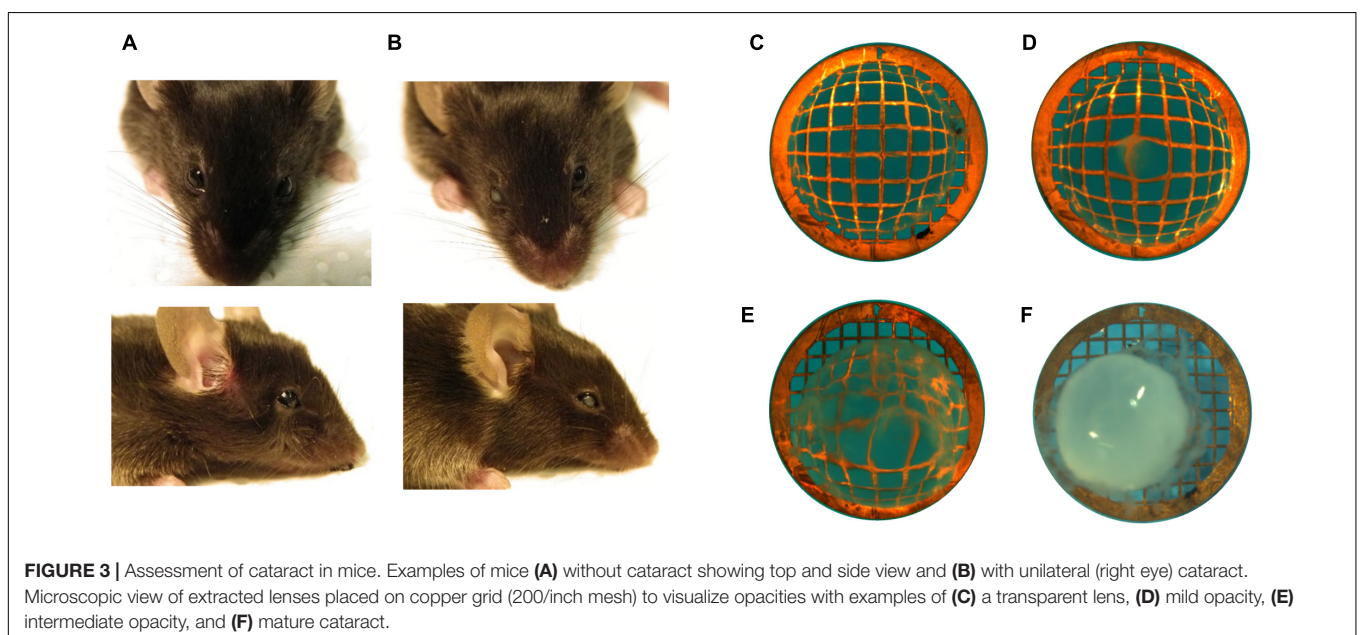 A
B
C
D
E
F
FIGURE 3 | Assessment of cataract in mice. Examples of mice (A) without cataract showing top and side view and (B) with unilateral (right eye) cataract.
Microscopic view of extracted lenses placed on copper grid (200/inch mesh) to visualize opacities with examples of (C) a transparent lens, (D) mild opacity, (E)
intermediate opacity, and (F) mature cataract.